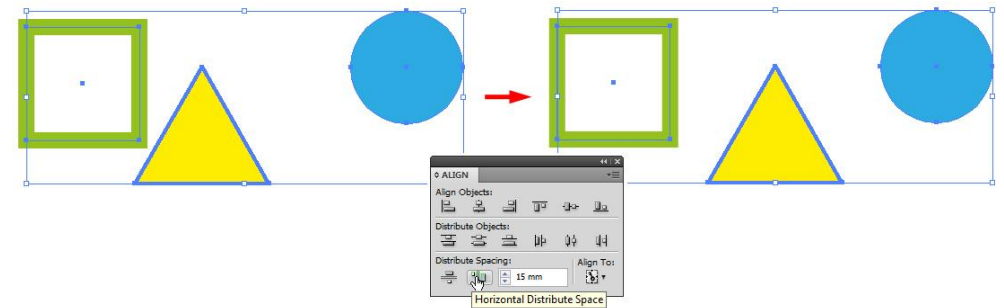 ALIGN
Align Objects:
Distribute Objects:
Distribute Spacing:
Align To:
15 mm
Horizontal Distribute Space